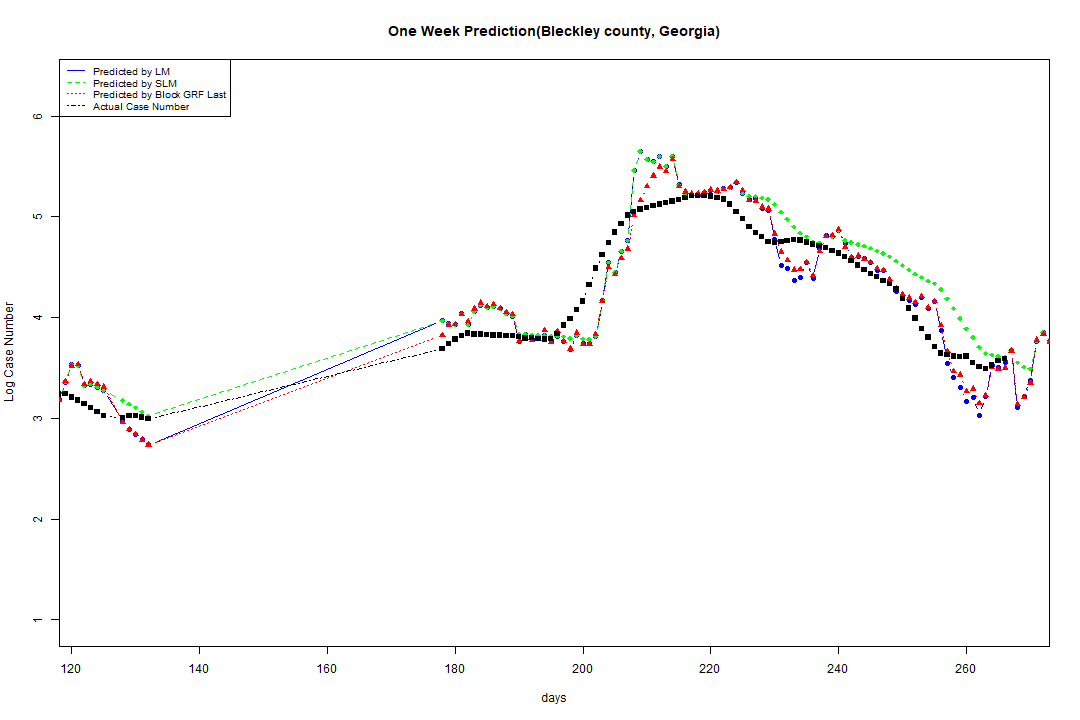 One Week Prediction(Bleckley county, Georgia)
Predicted by LM
Predicted by SLM
Predicted by Block GRF Last
Actual Case Number
Log Case Number
6
5
4
3
2
1
120 140 160 180 200 220 240 260
days